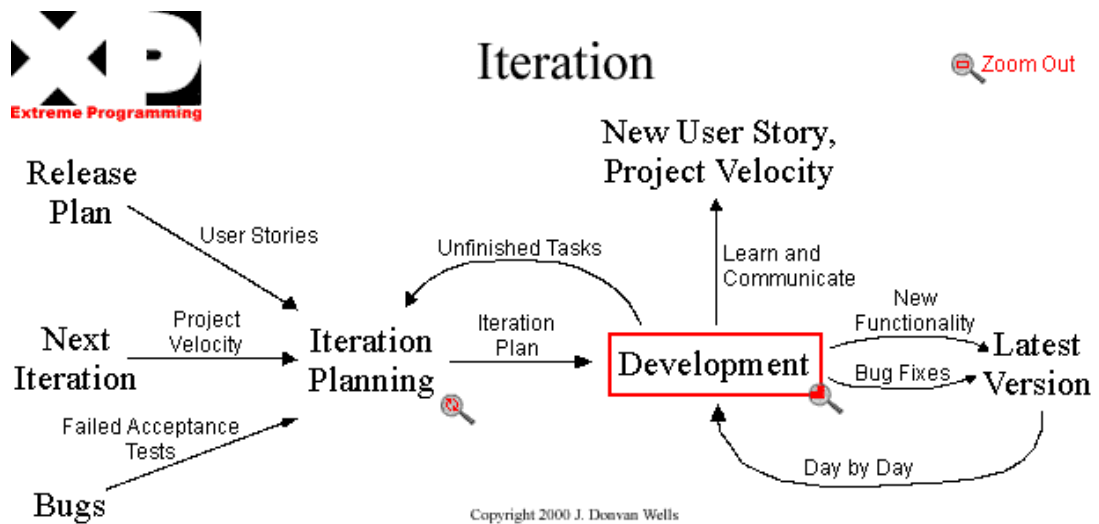 XP
Extreme Programming
Iteration
Zoom Out
New User Story,
Project Velocity
Release
Plan
User Stories
Unfinished Tasks
Learn and
Communicate
New
Functionality
Next
Iteration
Project
Velocity
Iteration
Planning
Iteration
Plan
Development
Latest
Version
Bug Fixes
Failed Acceptance
Tests
Day by Day
Bugs
Copyright 2000 J. Donvan Wells